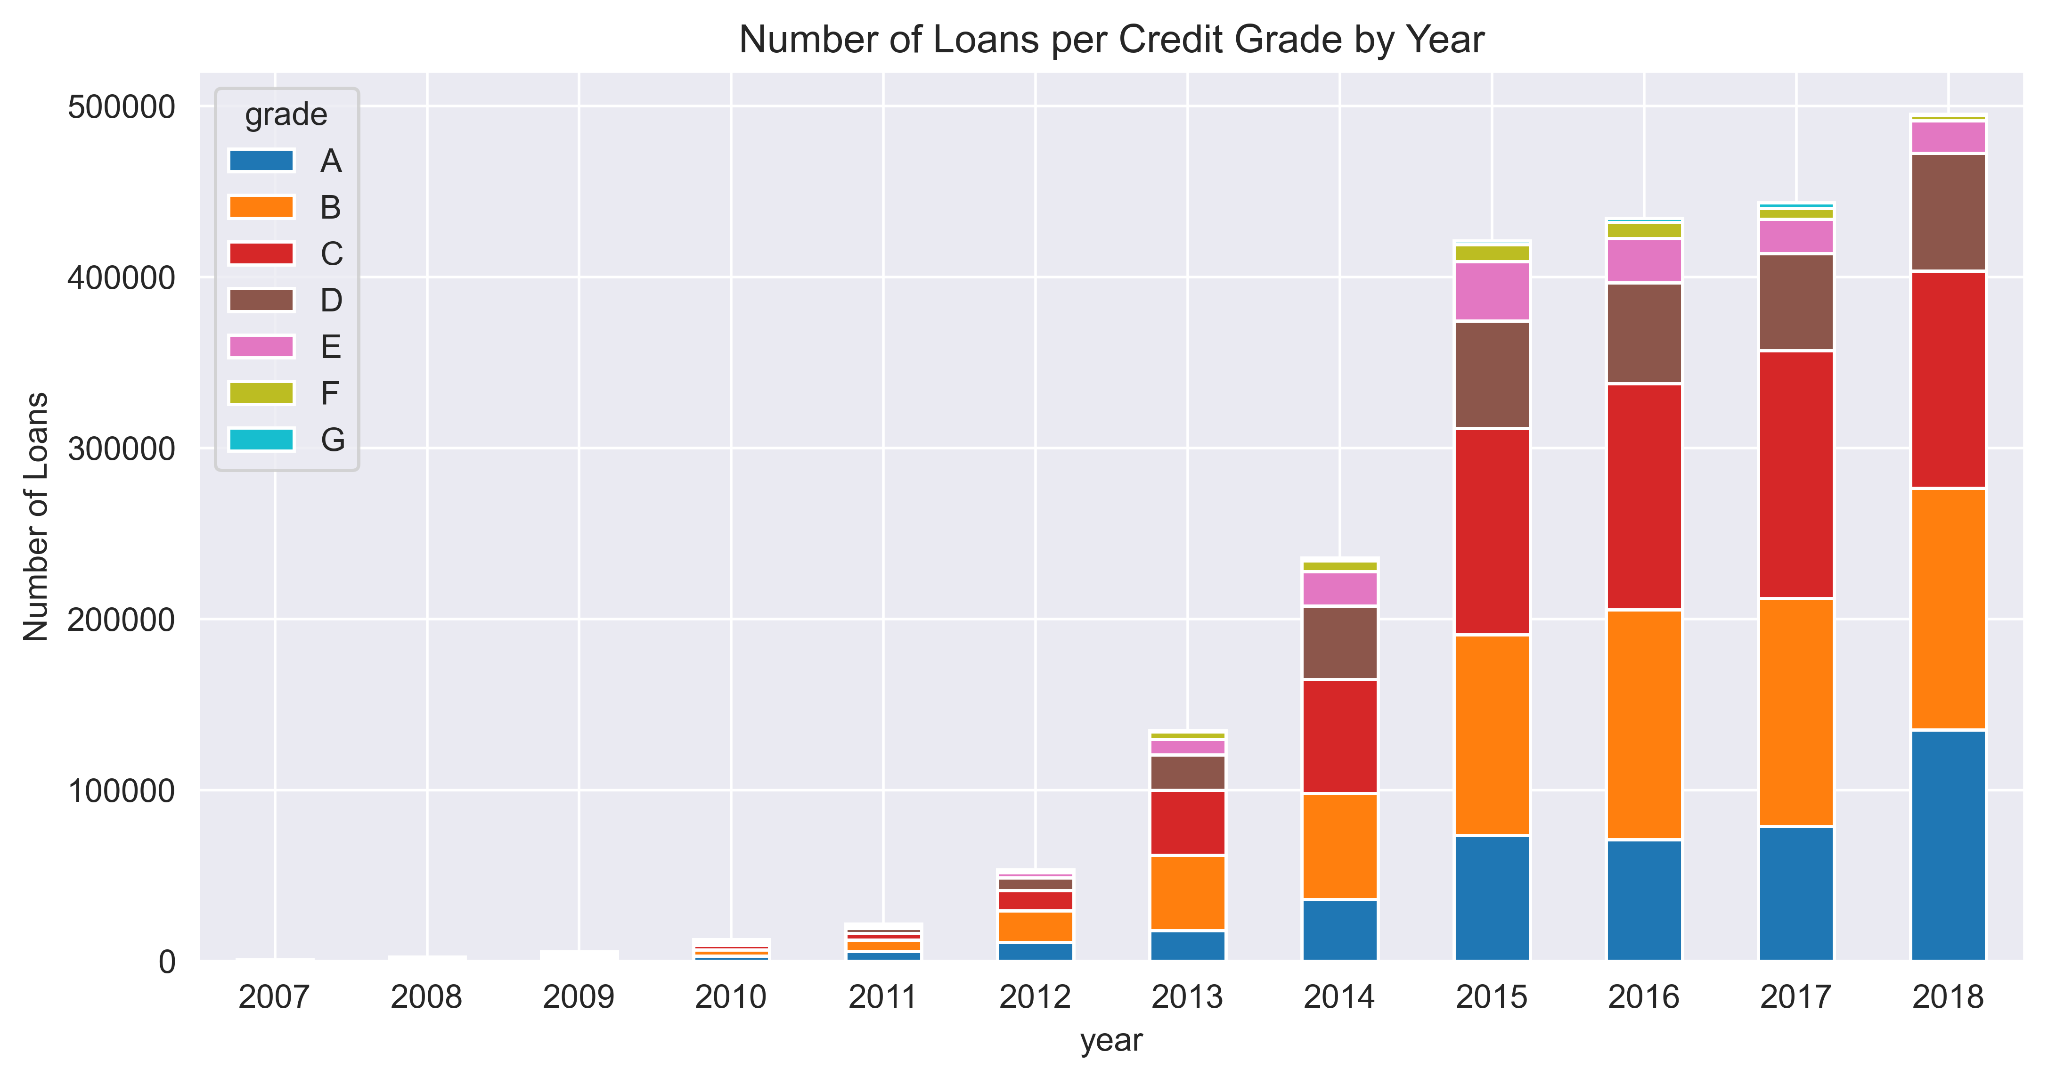 Number of Loans per Credit Grade by Year
grade
A
B
C
D
E
F
G
Number of Loans
500000
400000
300000
200000
100000
0
2007 2008 2009 2010 2011 2012 2013 2014 2015 2016 2017 2018
year